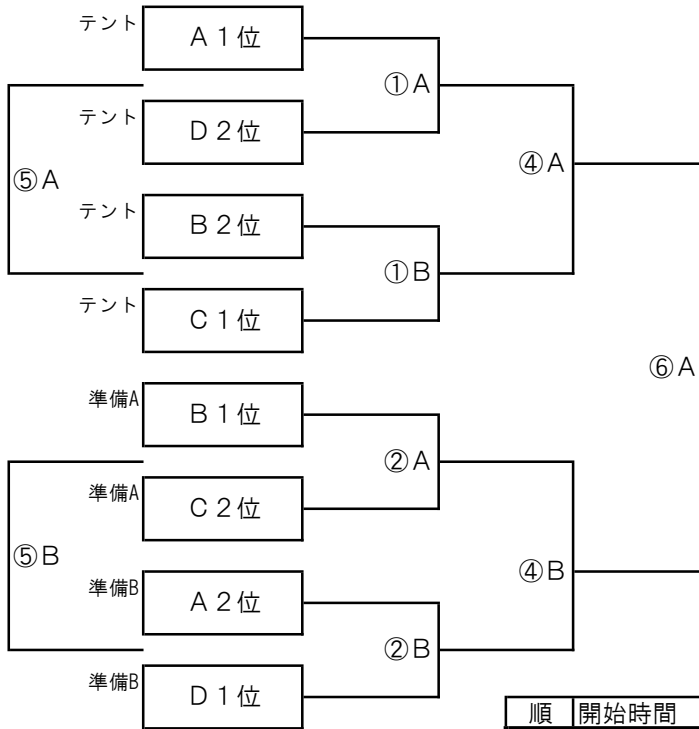 テント
Ａ１位
①Ａ
テント
Ｄ２位
④Ａ
⑤Ａ
テント
Ｂ２位
①Ｂ
テント
Ｃ１位
⑥Ａ
準備A
Ｂ１位
②Ａ
準備A
Ｃ２位
⑤Ｂ
④Ｂ
準備B
Ａ２位
②Ｂ
準備B
Ｄ１位
順 開始時間